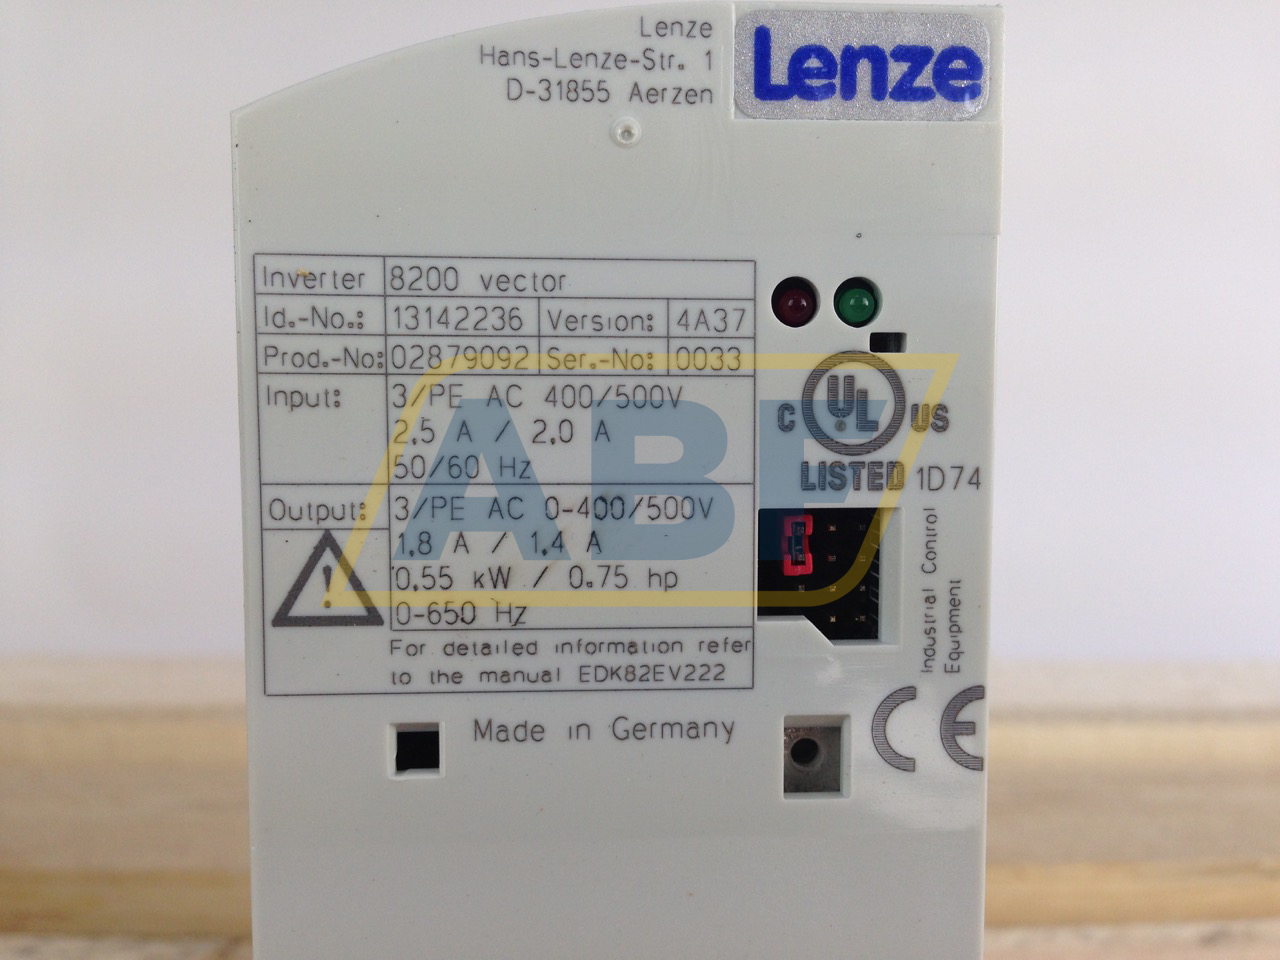 Lenze
Hans-Lenze-Str. 1
D-31855 Aerzen
Lenze
Inverter 8200 vector
Id.-No.: 13142236 Version: 4A37
Prod.-No: 02879092 Ser.-No: 0033
Input: 3/PE AC 400/500V
2.5 A / 2.0 A
50/60 Hz
Output: 3/PE AC 0-400/500V
1.8 A / 1.4 A
0.55 kW / 0.75 hp
0-650 Hz
For detailed information refer
to the manual EDK82EV222
Made in Germany
C UL US
LISTED 1D74
Industrial Control
Equipment
CE
ABF